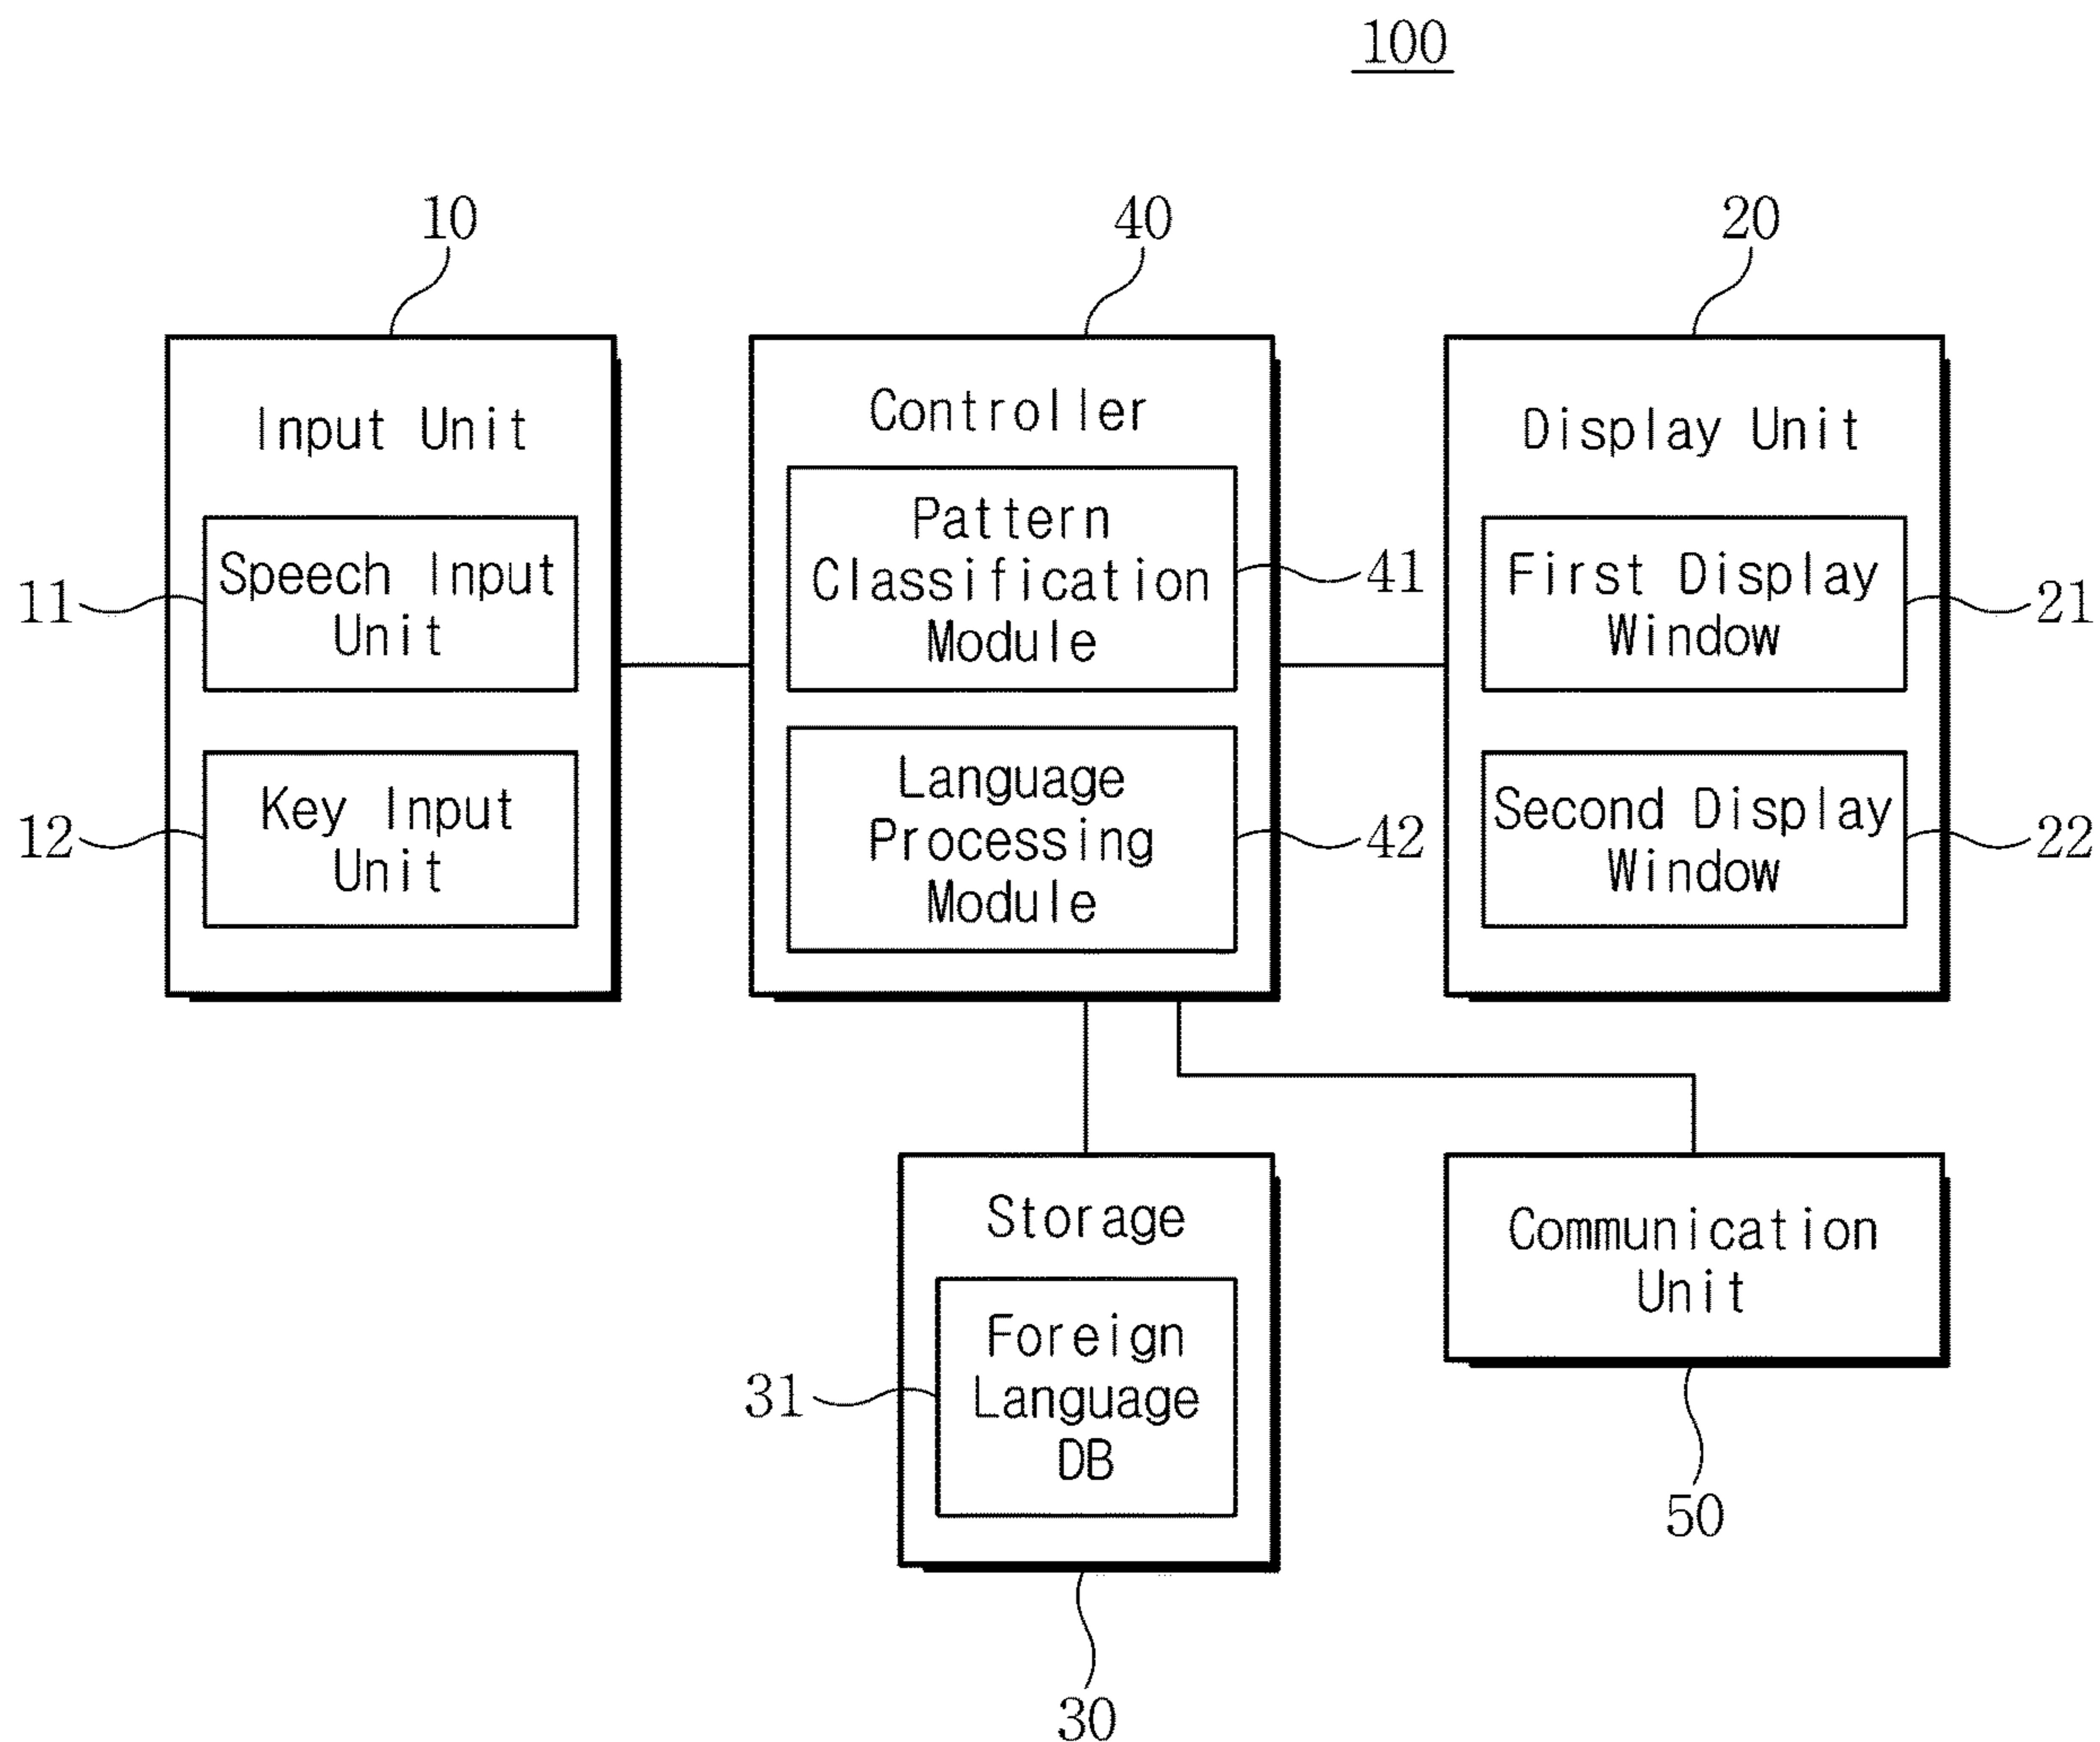 100
10
40
20
Input Unit
Speech Input
Unit
11
Key Input
Unit
12
Controller
Pattern
Classification
Module
41
Language
Processing
Module
42
Display Unit
First Display
Window
21
Second Display
Window
22
Storage
Foreign
Language
DB
31
30
Communication
Unit
50